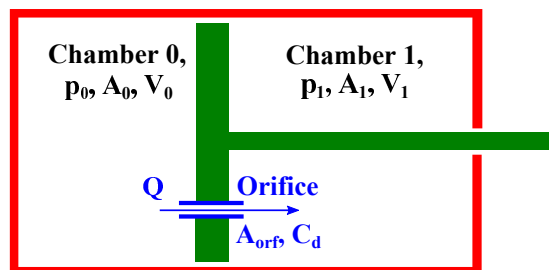 Chamber 0,
p₀, A₀, V₀
Chamber 1,
p₁, A₁, V₁
Q
Orifice
Aorf, Cd